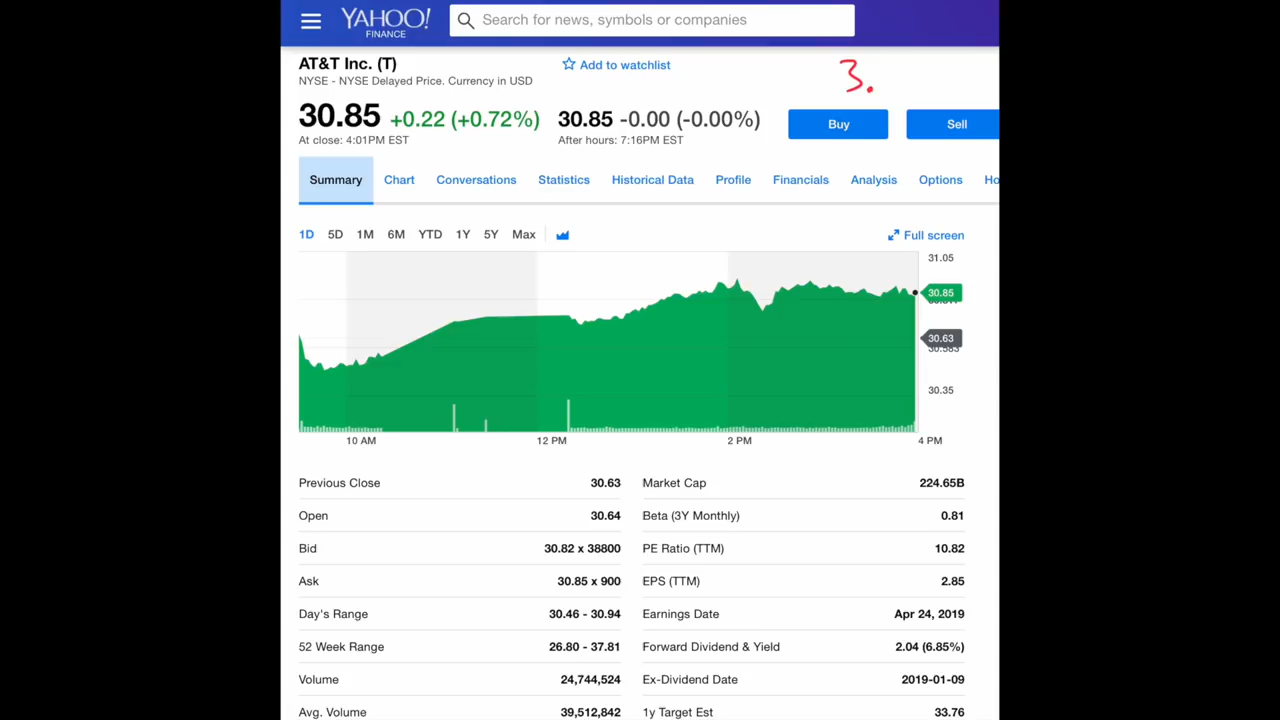 YAHOO!
FINANCE
Search for news, symbols or companies
AT&T Inc. (T)
Add to watchlist
3.
NYSE - NYSE Delayed Price. Currency in USD
30.85 +0.22 (+0.72%) 30.85 -0.00 (-0.00%)
Buy Sell
At close: 4:01PM EST After hours: 7:16PM EST
Summary Chart Conversations Statistics Historical Data Profile Financials Analysis Options Ho
1D 5D 1M 6M YTD 1Y 5Y Max Full screen
31.05
30.85
30.63
30.35
10 AM 12 PM 2 PM 4 PM
Previous Close 30.63
Open 30.64
Bid 30.82 x 38800
Ask 30.85 x 900
Day's Range 30.46 - 30.94
52 Week Range 26.80 - 37.81
Volume 24,744,524
Avg. Volume 39,512,842
Market Cap 224.65B
Beta (3Y Monthly) 0.81
PE Ratio (TTM) 10.82
EPS (TTM) 2.85
Earnings Date Apr 24, 2019
Forward Dividend & Yield 2.04 (6.85%)
Ex-Dividend Date 2019-01-09
1y Target Est 33.76